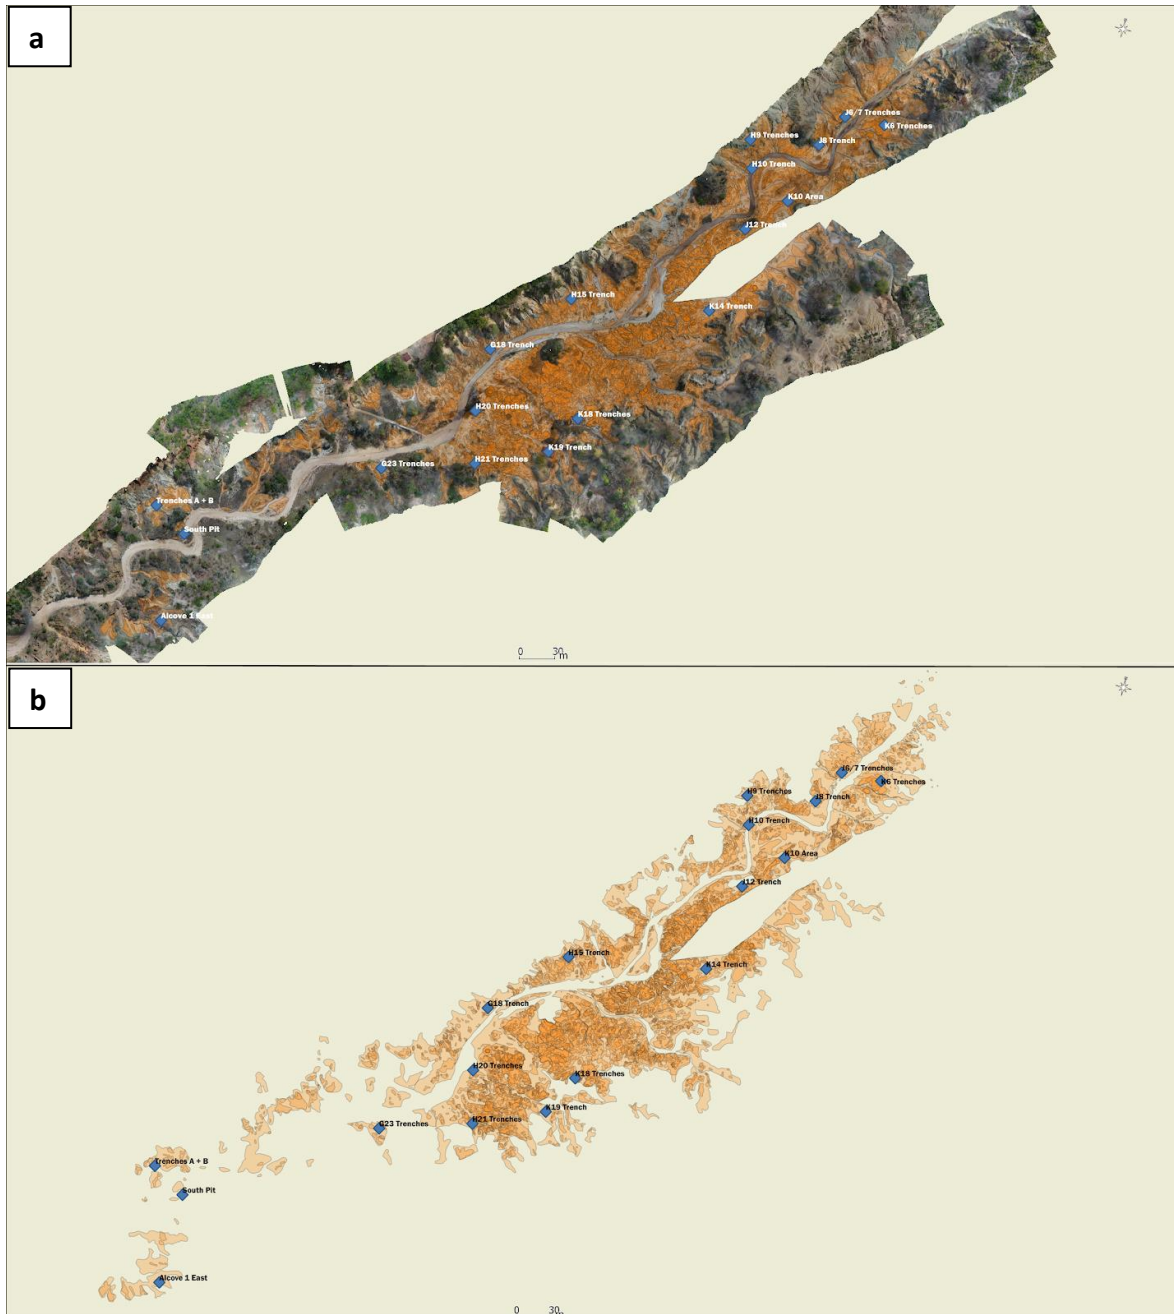 a
J6/7 Trenches
K6 Trenches
H9 Trenches
J8 Trench
H10 Trench
K10 Area
J12 Trench
H15 Trench
K14 Trench
G18 Trench
H20 Trenches
K18 Trenches
K19 Trench
H21 Trenches
G23 Trenches
Trenches A + B
South Pit
Alcove 1 East
0 30 m
b
J6/7 Trenches
K6 Trenches
H9 Trenches
J8 Trench
H10 Trench
K10 Area
J12 Trench
H15 Trench
K14 Trench
G18 Trench
H20 Trenches
K18 Trenches
K19 Trench
H21 Trenches
G23 Trenches
Trenches A + B
South Pit
Alcove 1 East
0 30